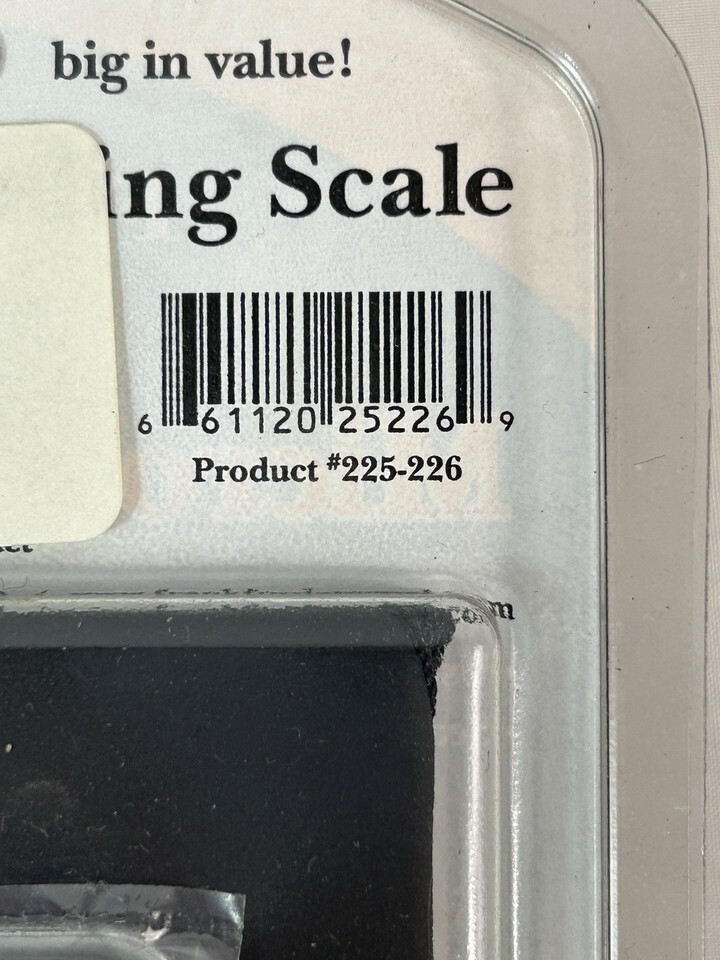 big in value!
ing Scale
6 61120 25226 9
Product #225-226